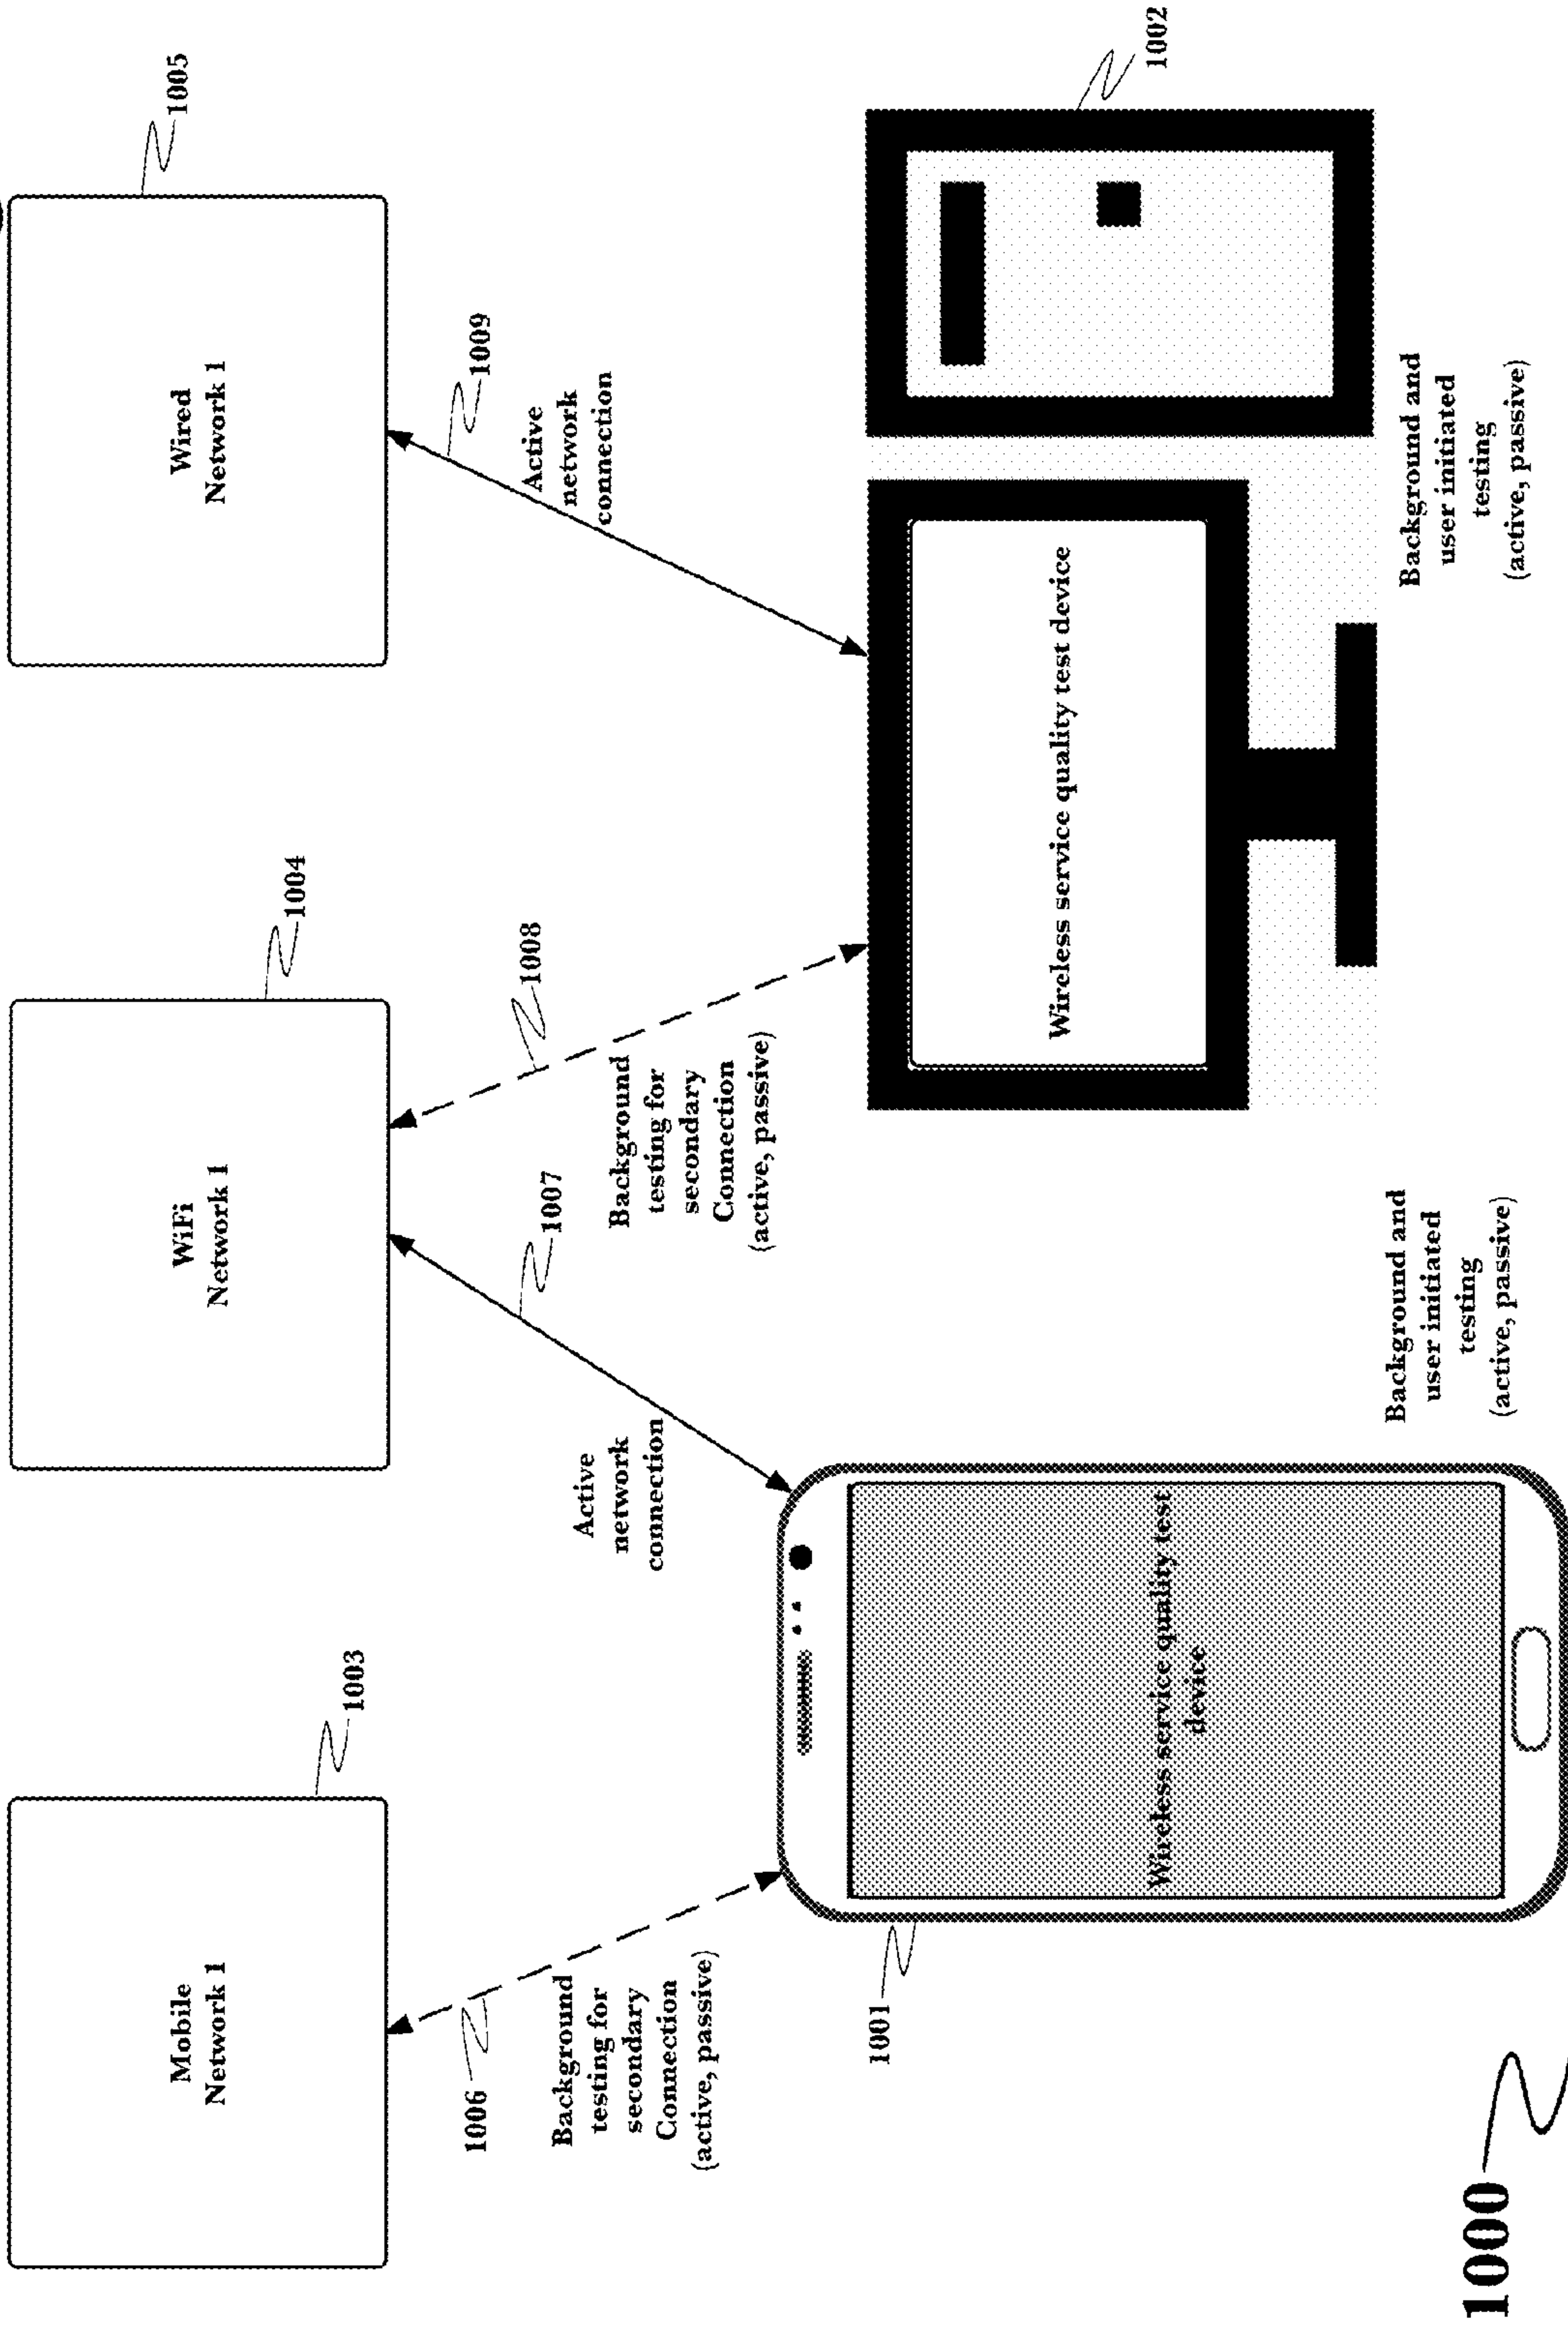 Mobile
Network 1
1003
WiFi
Network 1
1004
Wired
Network 1
1005
1006
Background
testing for
secondary
Connection
(active, passive)
Active
network
connection
1007
Background
testing for
secondary
Connection
(active, passive)
1008
Active
network
connection
1009
1001
Wireless service quality test
device
Background and
user initiated
testing
(active, passive)
Wireless service quality test device
1002
Background and
user initiated
testing
(active, passive)
1000